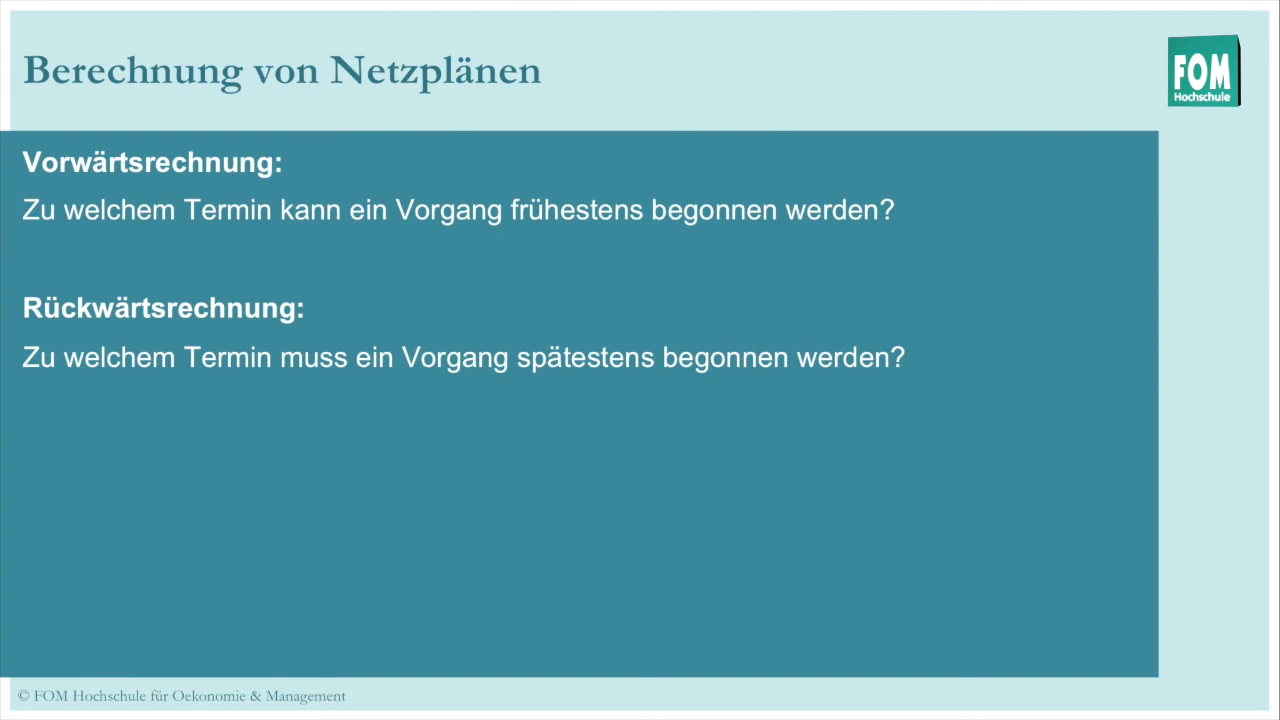 Berechnung von Netzplänen
FOM
Hochschule
Vorwärtsrechnung:
Zu welchem Termin kann ein Vorgang frühestens begonnen werden?
Rückwärtsrechnung:
Zu welchem Termin muss ein Vorgang spätestens begonnen werden?
© FOM Hochschule für Oekonomie & Management